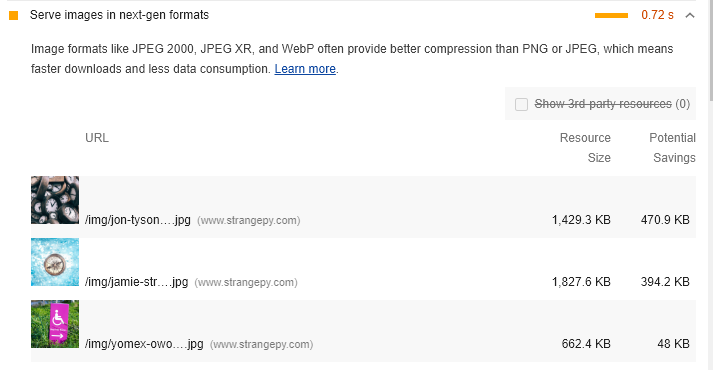 Serve images in next-gen formats 0.72 s
Image formats like JPEG 2000, JPEG XR, and WebP often provide better compression than PNG or JPEG, which means
faster downloads and less data consumption. Learn more.
Show 3rd-party resources (0)
URL Resource Size Potential Savings
/img/jon-tyson.…jpg (www.strangepy.com) 1,429.3 KB 470.9 KB
/img/jamie-str.…jpg (www.strangepy.com) 1,827.6 KB 394.2 KB
/img/yomex-owo.…jpg (www.strangepy.com) 662.4 KB 48 KB